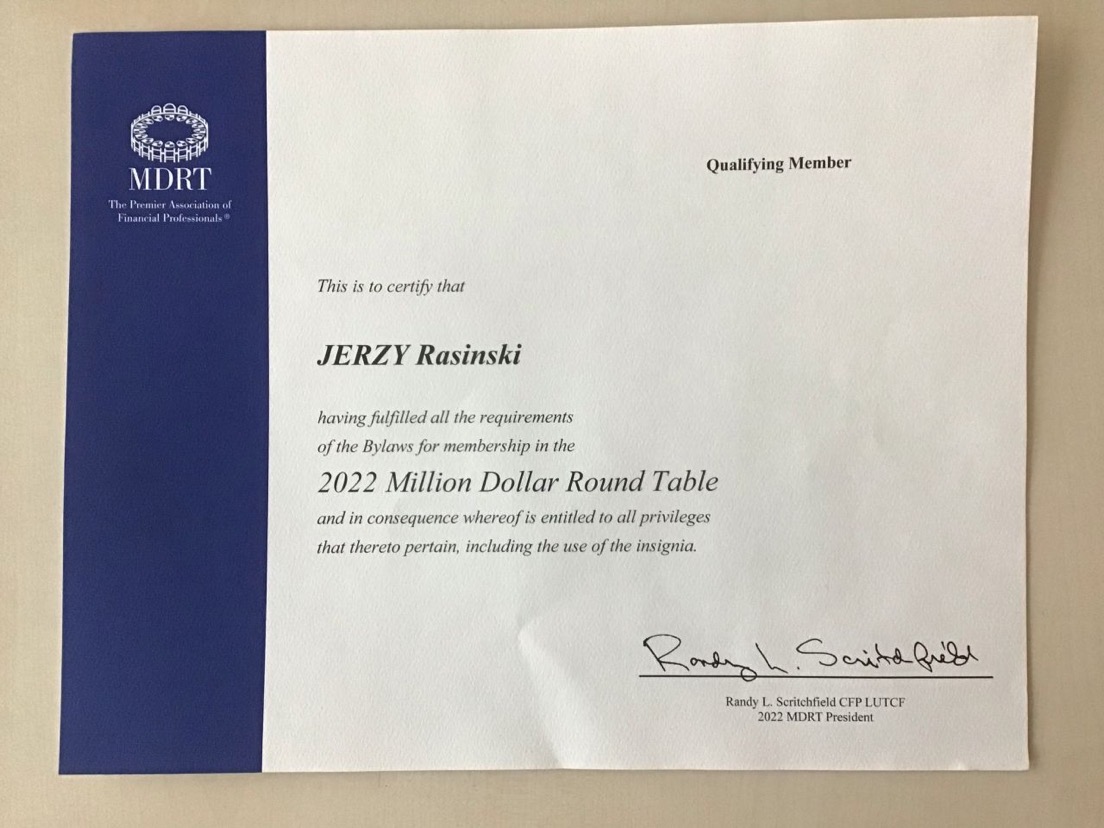 MDRT
The Premier Association of
Financial Professionals®
Qualifying Member
This is to certify that
JERZY Rasinski
having fulfilled all the requirements
of the Bylaws for membership in the
2022 Million Dollar Round Table
and in consequence whereof is entitled to all privileges
that thereto pertain, including the use of the insignia.
Randy L. Scritchfield
Randy L. Scritchfield CFP LUTCF
2022 MDRT President